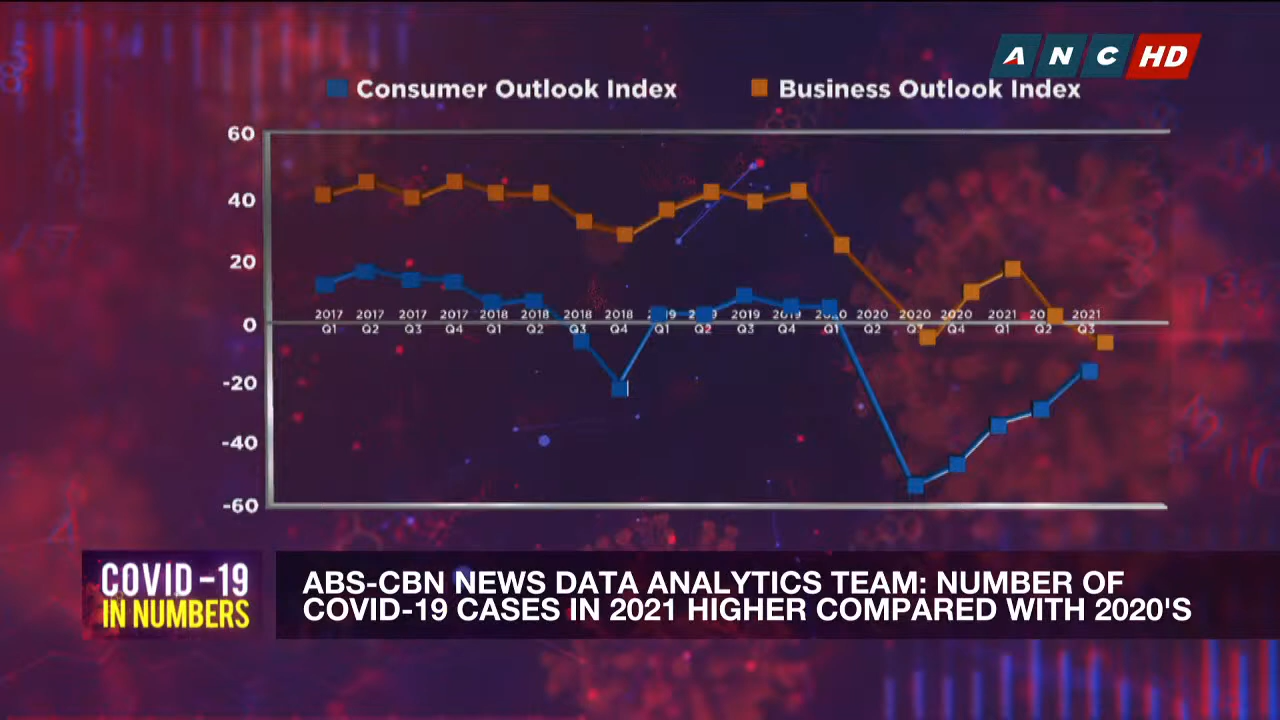 ANC HD
Consumer Outlook Index Business Outlook Index
60
40
20
0
-20
-40
-60
2017 2017 2017 2017 2018 2018 2018 2018 2019 2019 2019 2020 2020 2020 2021 2021
Q1 Q2 Q3 Q4 Q1 Q2 Q3 Q4 Q1 Q2 Q3 Q4 Q1 Q2 Q4 Q1 Q3
COVID-19
IN NUMBERS
ABS-CBN NEWS DATA ANALYTICS TEAM: NUMBER OF
COVID-19 CASES IN 2021 HIGHER COMPARED WITH 2020'S